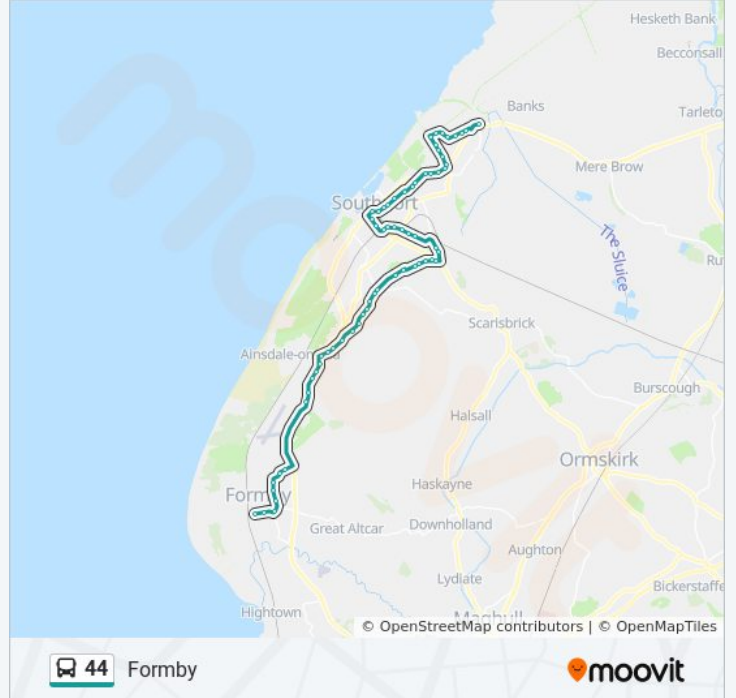 Hesketh Bank
Becconsall
Banks
Tarleto
Mere Brow
Southport
The Sluice
Ru
Scarisbrick
Ainsdale-on-
Burscough
Halsall
Ormskirk
Haskayne
Formby
Great Altcar
Downholland
Aughton
Lydiate
Bickerstaffe
Hightown
Maghull
© OpenStreetMap contributors | © OpenMapTiles
44 Formby
moovit